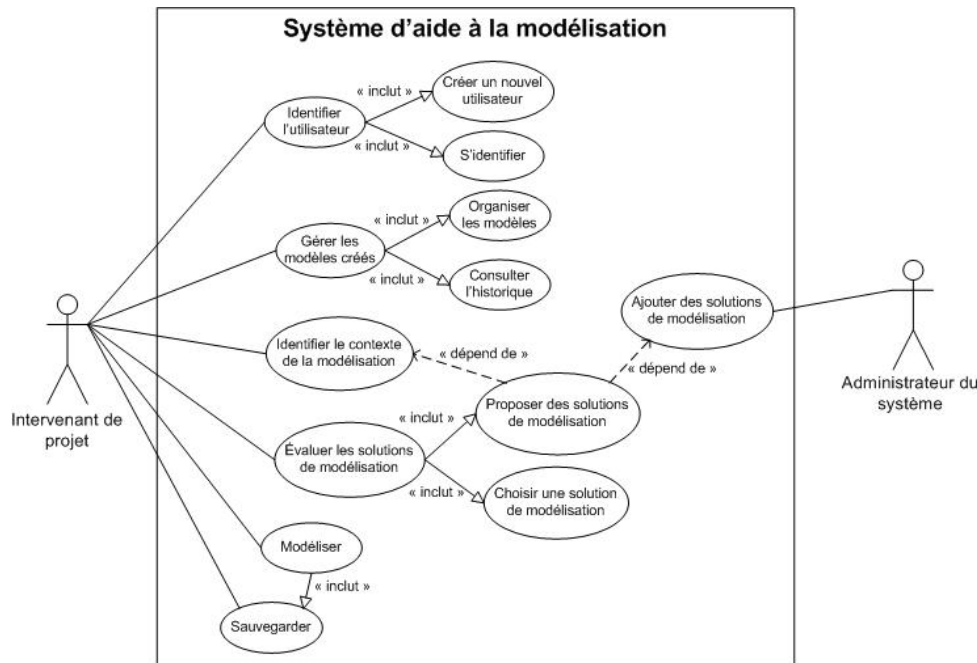 Système d'aide à la modélisation
Créer un nouvel
utilisateur
« inclut »
Identifier
l'utilisateur
« inclut »
S'identifier
Organiser
les modèles
« inclut »
Gérer les
modèles créés
« inclut »
Consulter
l'historique
Ajouter des solutions
de modélisation
Identifier le contexte
de la modélisation
« dépend de »
« dépend de »
Administrateur du
système
Intervenant de
projet
Proposer des solutions
de modélisation
« inclut »
Évaluer les solutions
de modélisation
« inclut »
Choisir une solution
de modélisation
Modéliser
« inclut »
Sauvegarder